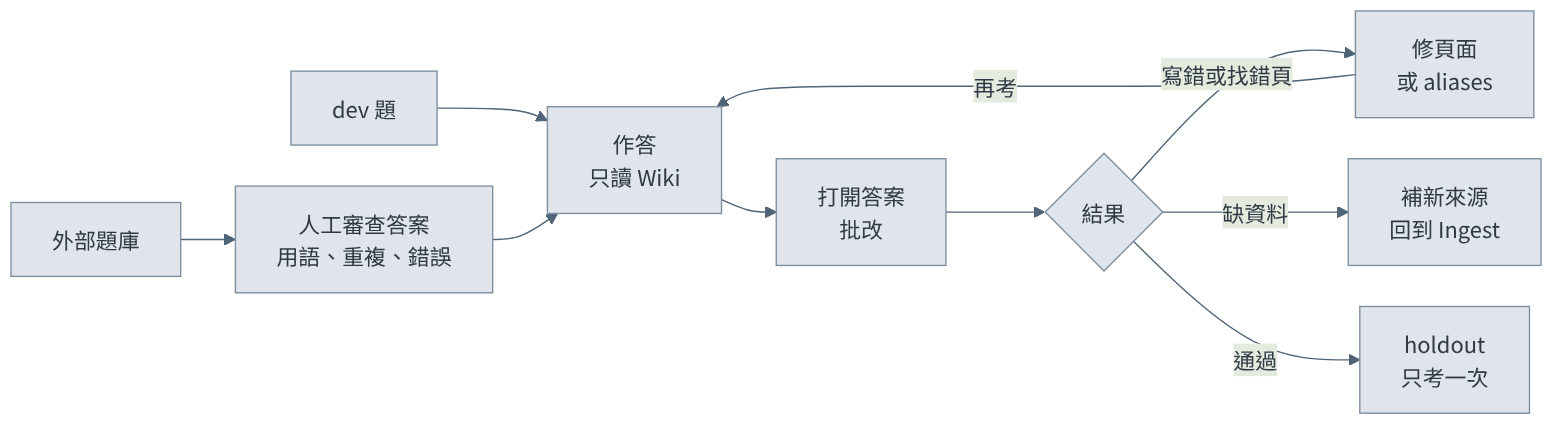 dev 題
外部題庫
人工審查答案
用語、重複、錯誤
作答
只讀 Wiki
打開答案
批改
結果
再考
寫錯或找錯頁
缺資料
通過
修頁面
或 aliases
補新來源
回到 Ingest
holdout
只考一次